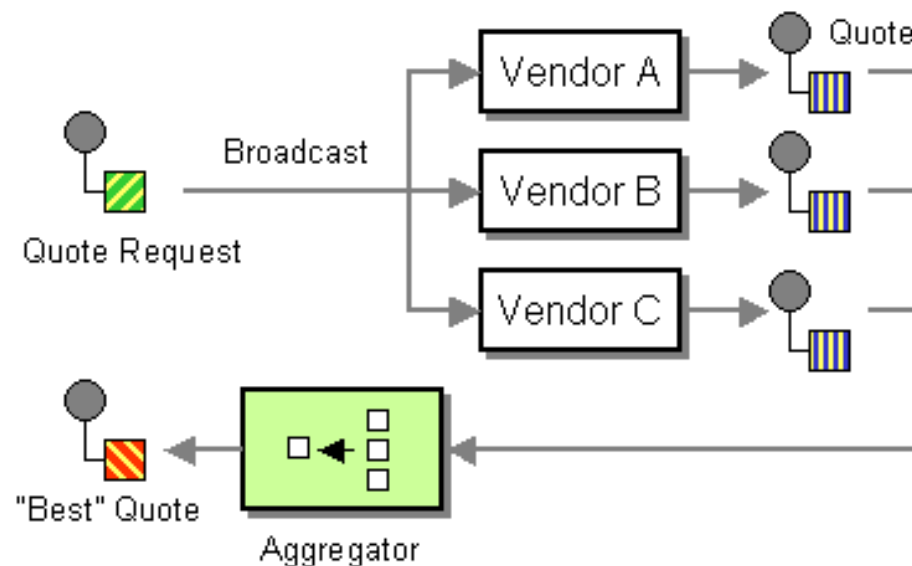 Vendor A
Quote
Broadcast
Vendor B
Quote Request
Vendor C
"Best" Quote
Aggregator